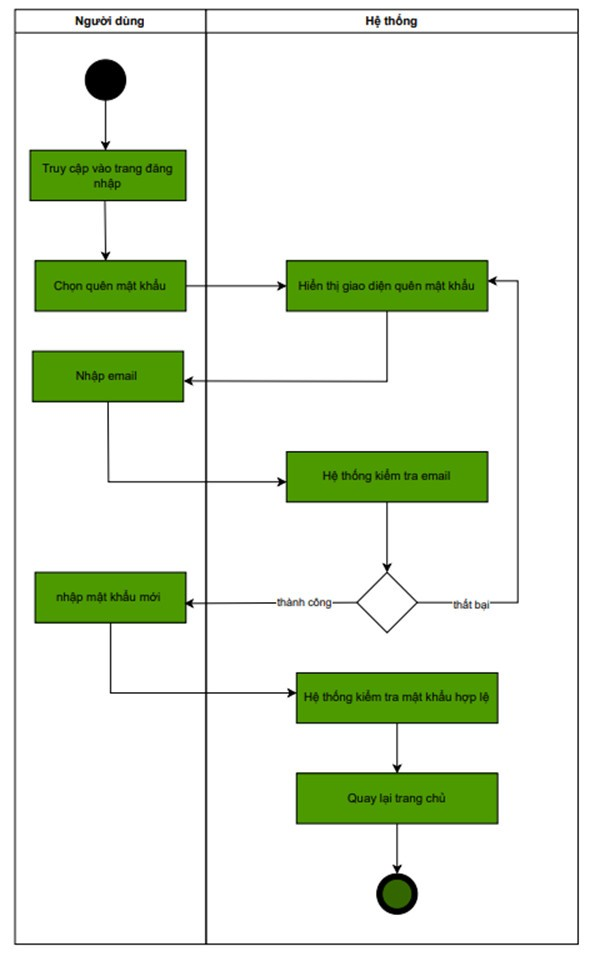 Người dùng
Hệ thống
Truy cập vào trang đăng
nhập
Chọn quên mật khẩu
Hiển thị giao diện quên mật khẩu
Nhập email
Hệ thống kiểm tra email
nhập mật khẩu mới
thành công
thất bại
Hệ thống kiểm tra mật khẩu hợp lệ
Quay lại trang chủ